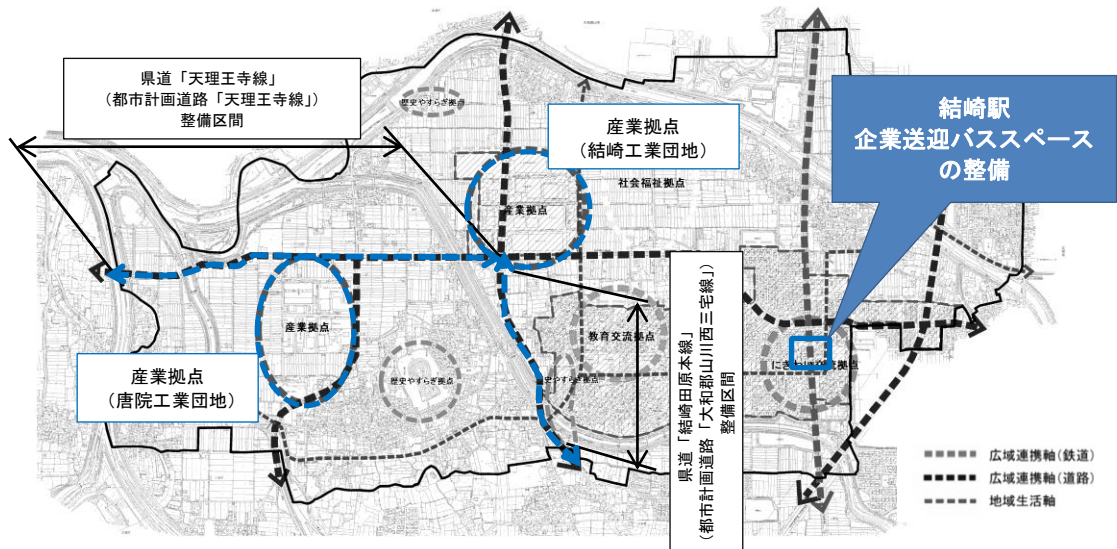 県道「天理王寺線」
(都市計画道路「天理王寺線」)
整備区間
歴史やすらぎ拠点
産業拠点
(結崎工業団地)
結崎駅
企業送迎バススペース
の整備
社会福祉拠点
産業拠点
産業拠点
教育交流拠点
歴史やすらぎ拠点
史やすらぎ拠点
産業拠点
(唐院工業団地)
県道「結崎田原本線」
(都市計画道路「大和郡山川西三宅線」)
整備区間
広域連携軸(鉄道)
広域連携軸(道路)
地域生活軸